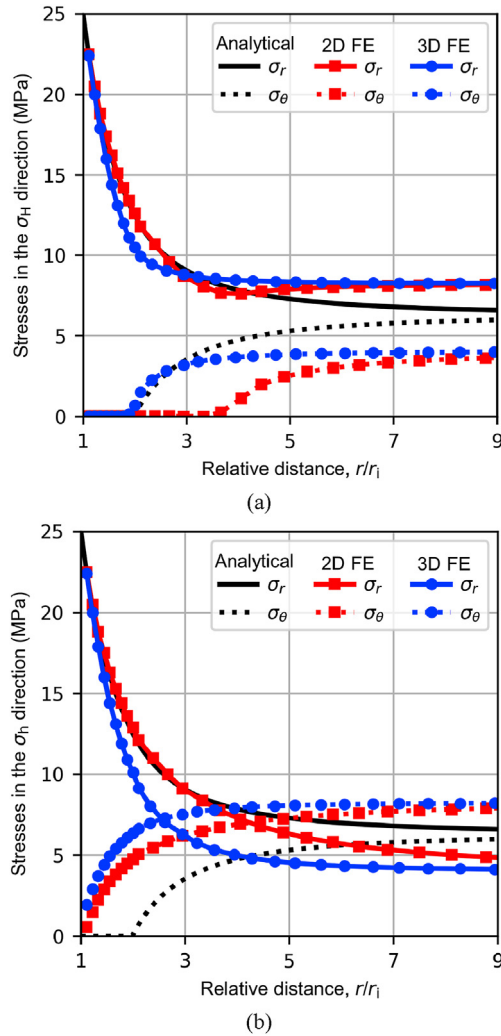 25
20
15
10
5
0
Stresses in the σH direction (MPa)
Analytical 2D FE 3D FE
σr σr σr
σθ σθ σθ
1 3 5 7 9
Relative distance, r/ri
(a)
25
20
15
10
5
0
Stresses in the σh direction (MPa)
Analytical 2D FE 3D FE
σr σr σr
σθ σθ σθ
1 3 5 7 9
Relative distance, r/ri
(b)